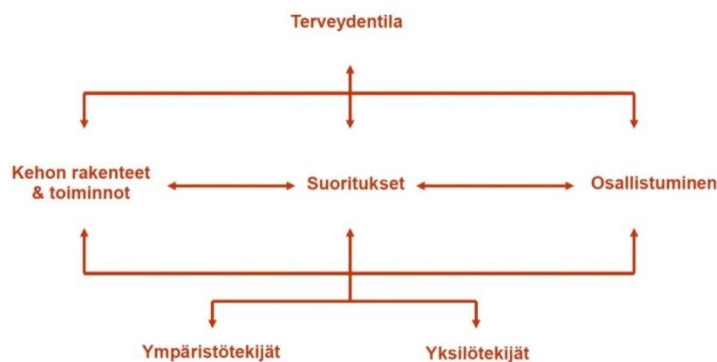 Terveydentila
Kehon rakenteet
& toiminnot
Suoritukset
Osallistuminen
Ympäristötekijät
Yksilötekijät